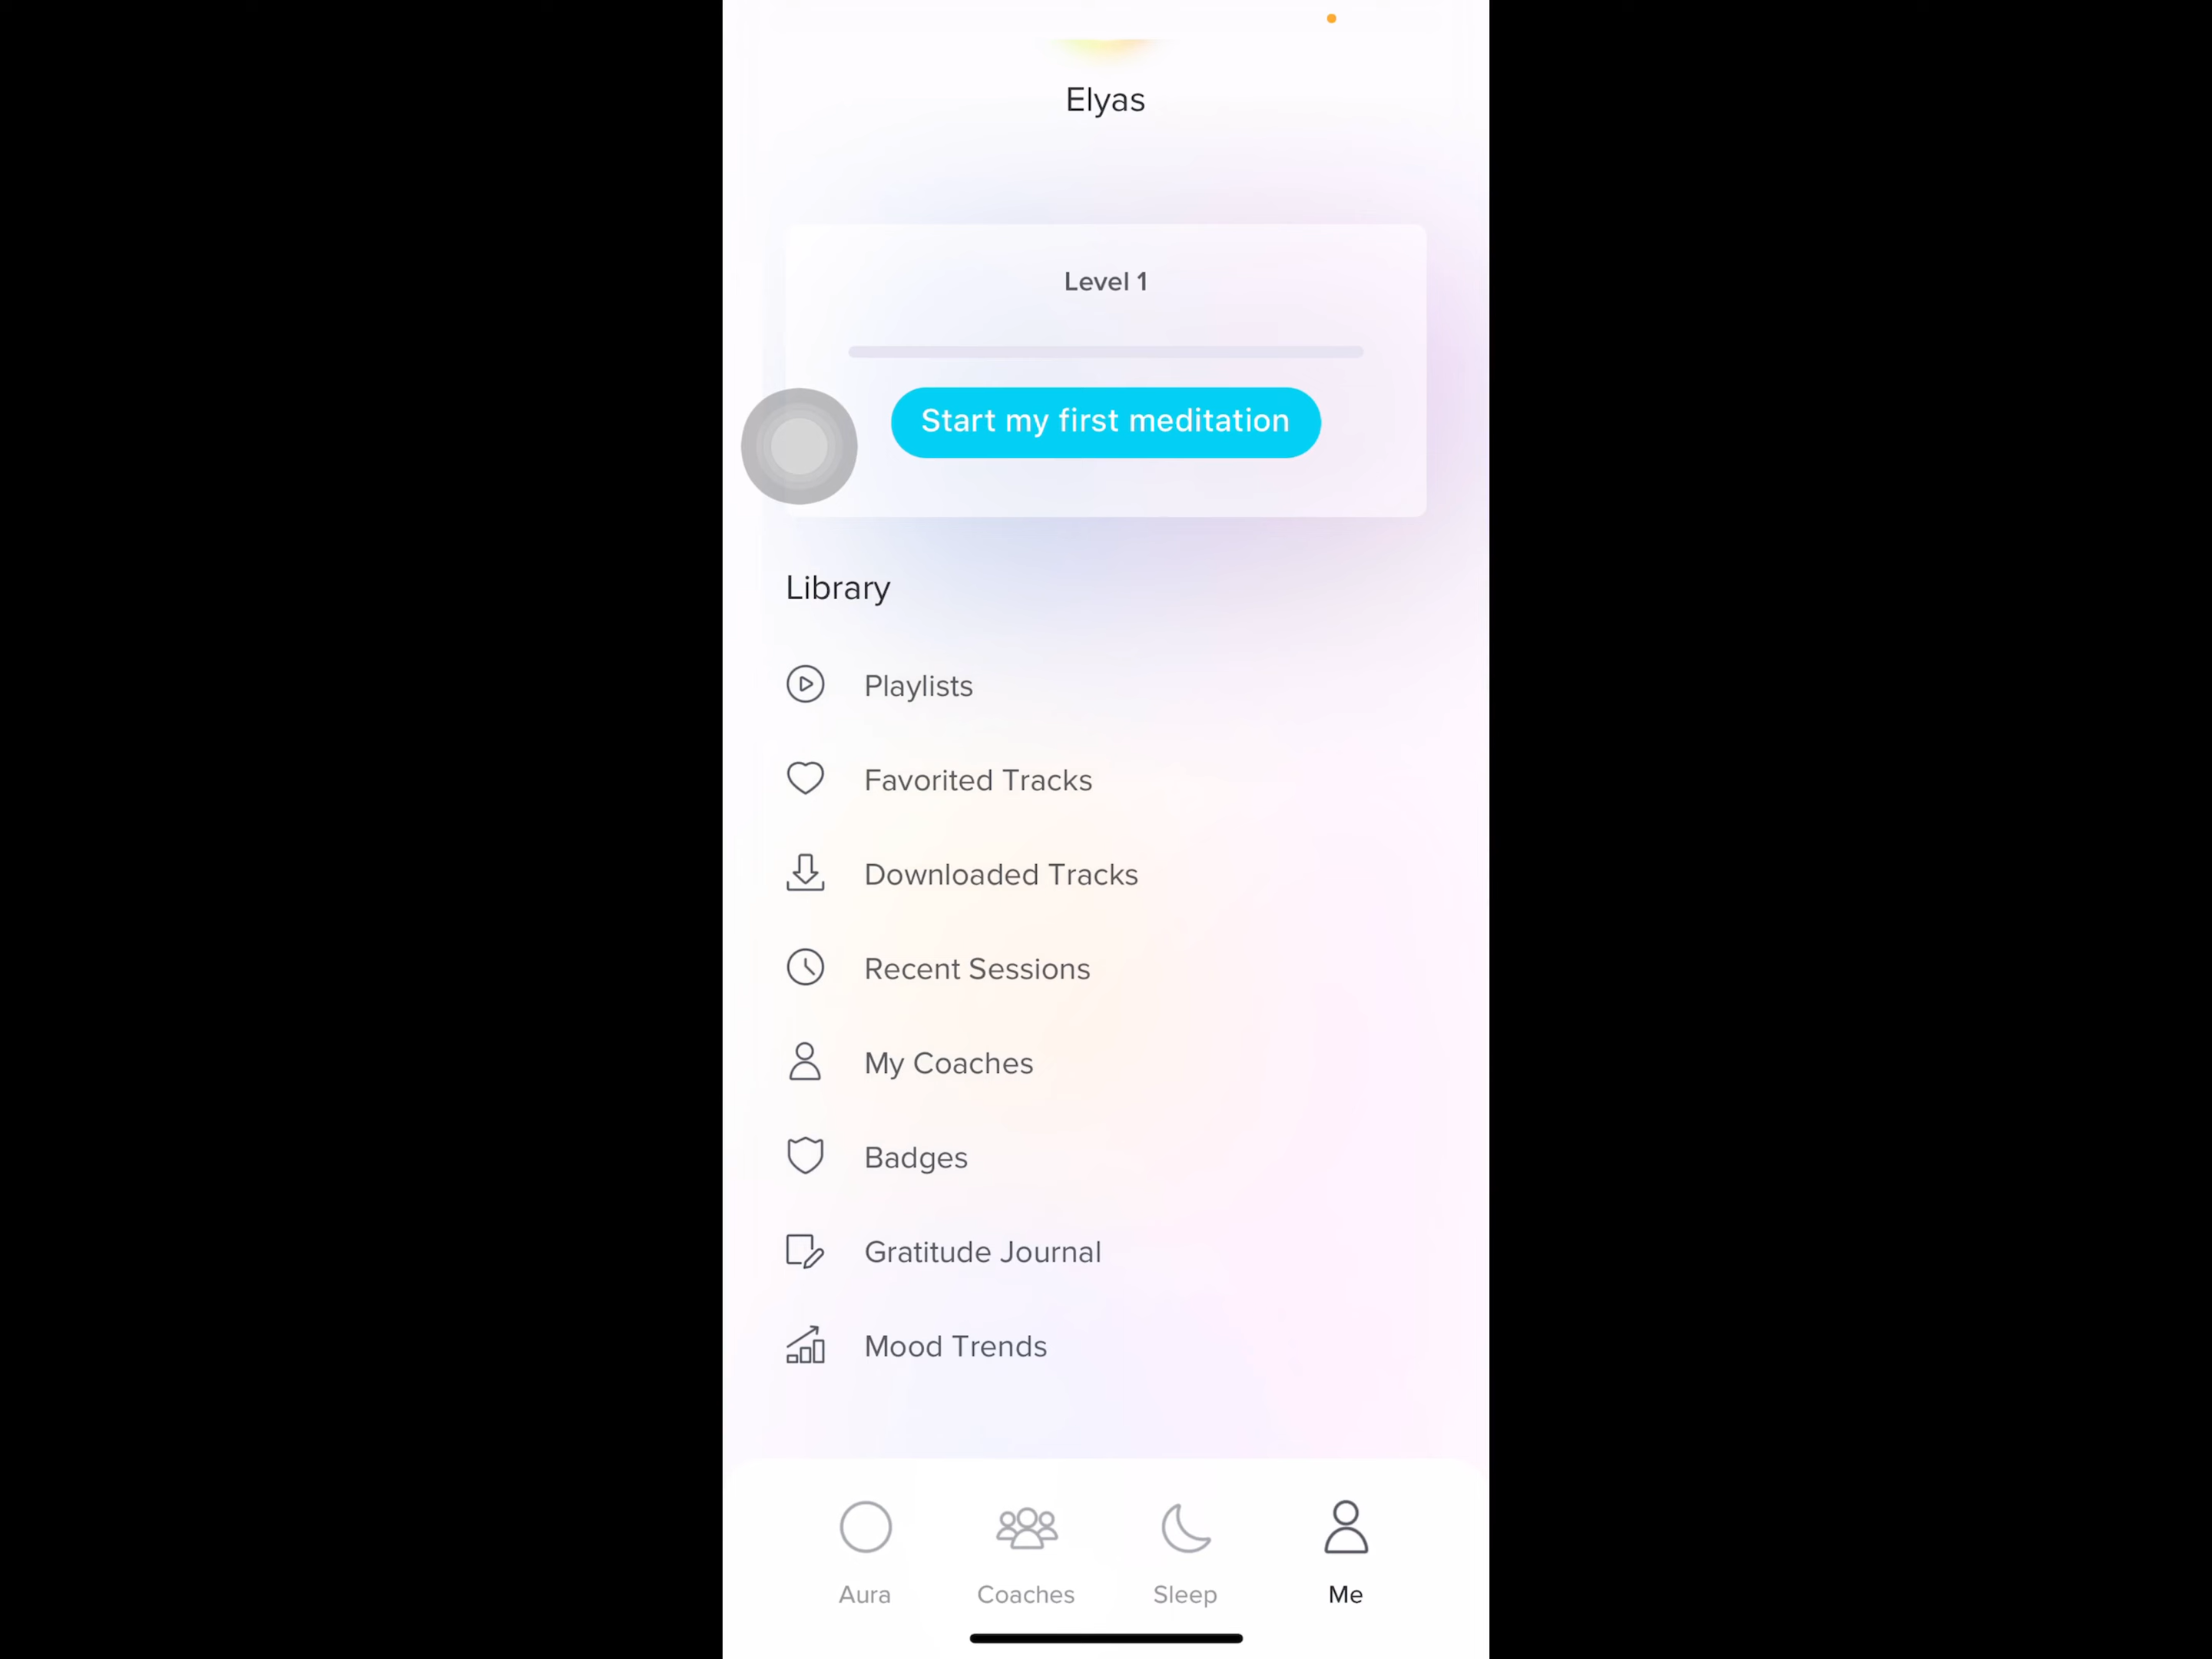 Elyas
Level 1
Start my first meditation
Library
Playlists
Favorited Tracks
Downloaded Tracks
Recent Sessions
My Coaches
Badges
Gratitude Journal
Mood Trends
Aura
Coaches
Sleep
Me